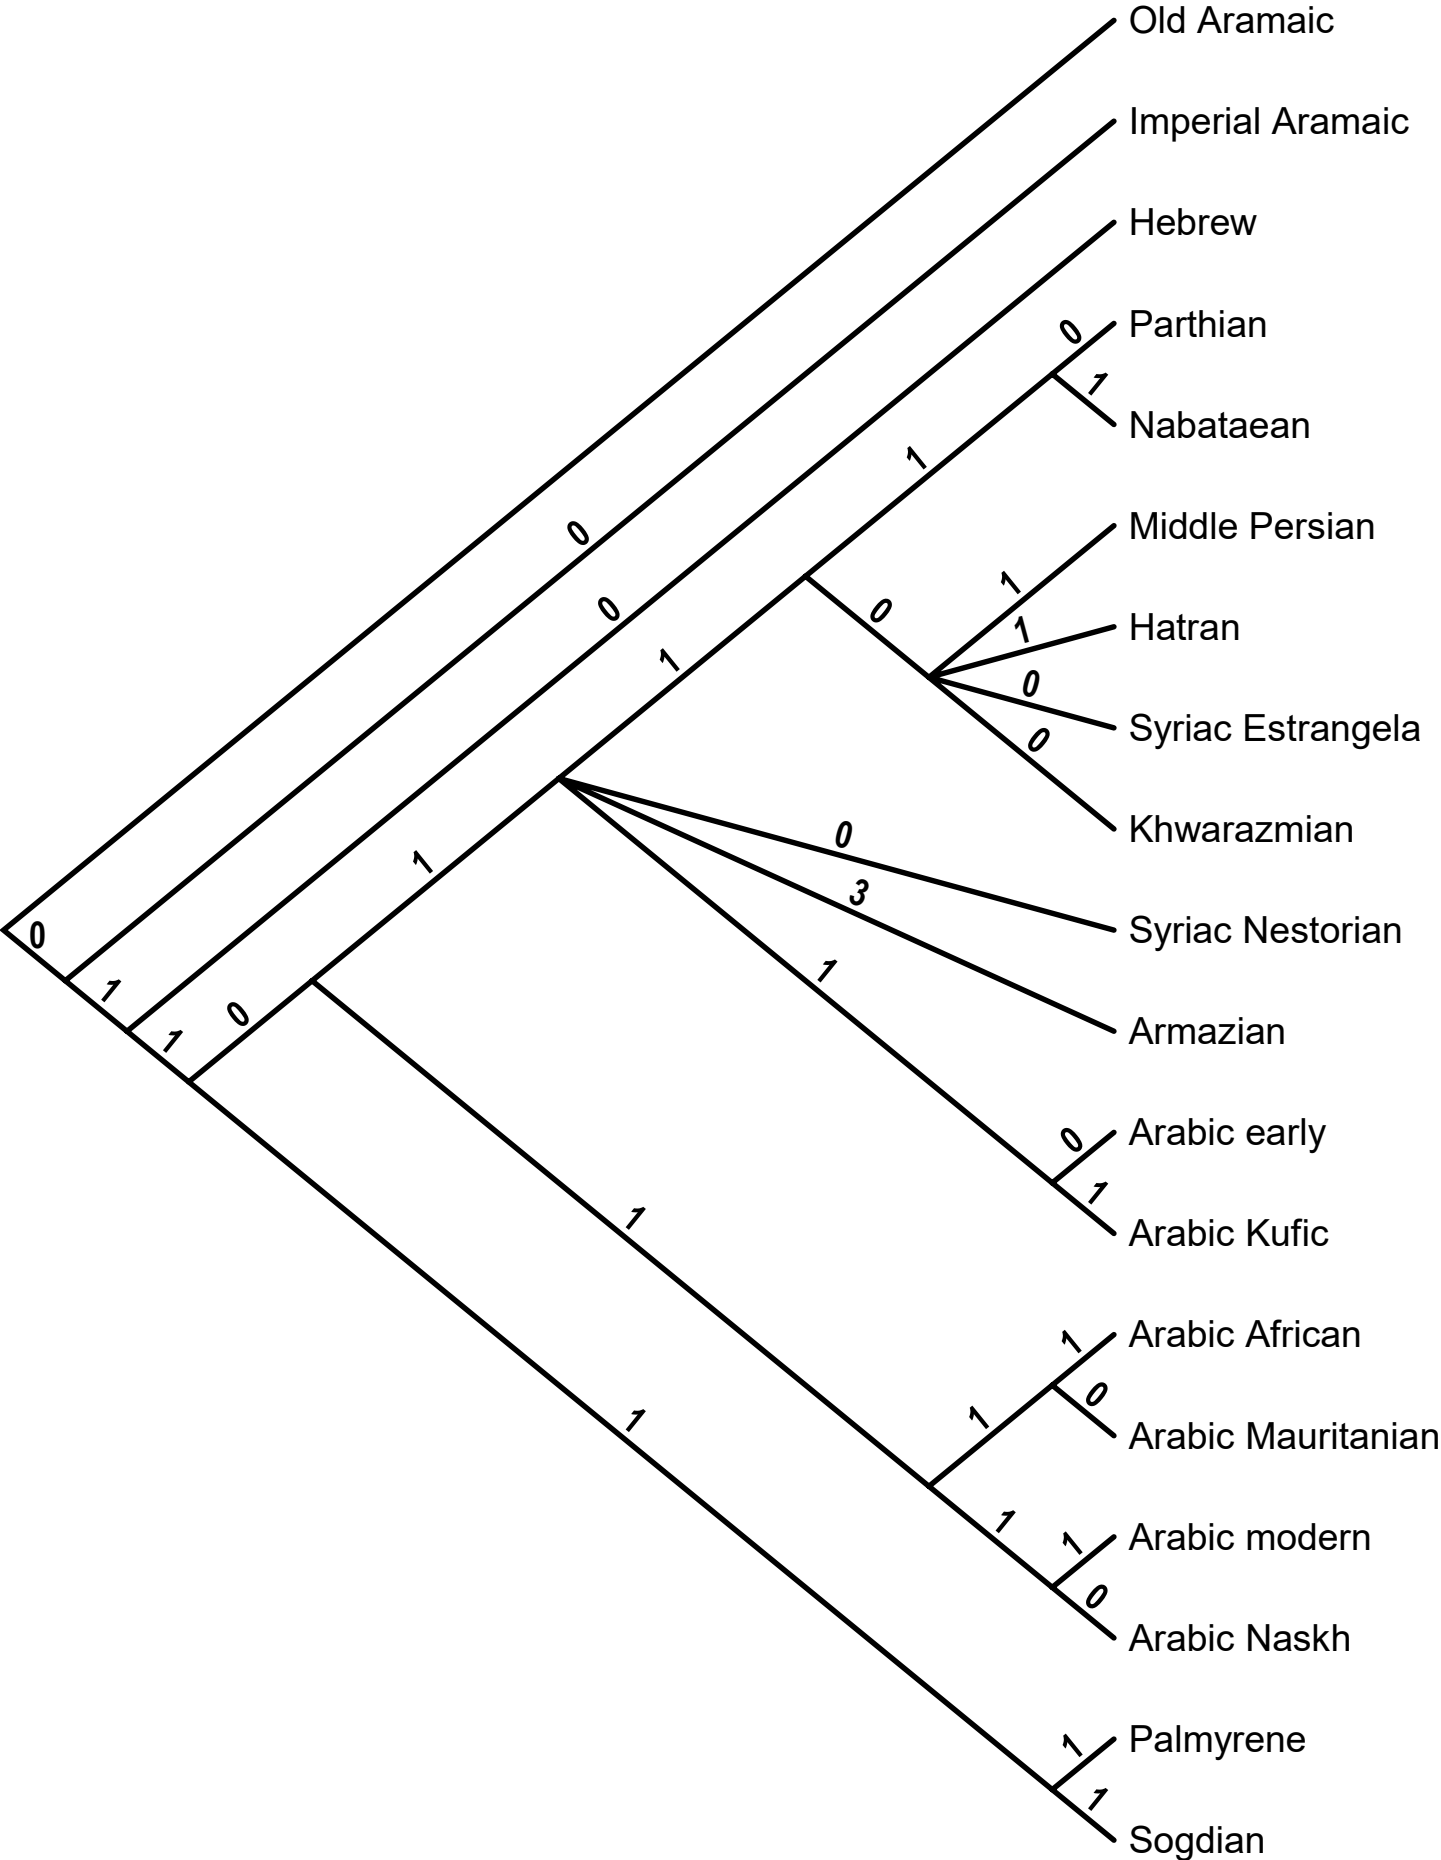 Old Aramaic
Imperial Aramaic
Hebrew
0
Parthian
1
Nabataean
1
0
Middle Persian
1
1
Hatran
0
0
0
Syriac Estrangela
1
0
Khwarazmian
0
1
3
Syriac Nestorian
0
1
1
0
Armazian
1
0
Arabic early
1
Arabic Kufic
1
1
Arabic African
0
1
1
Arabic Mauritanian
1
1
Arabic modern
0
Arabic Naskh
1
Palmyrene
1
Sogdian